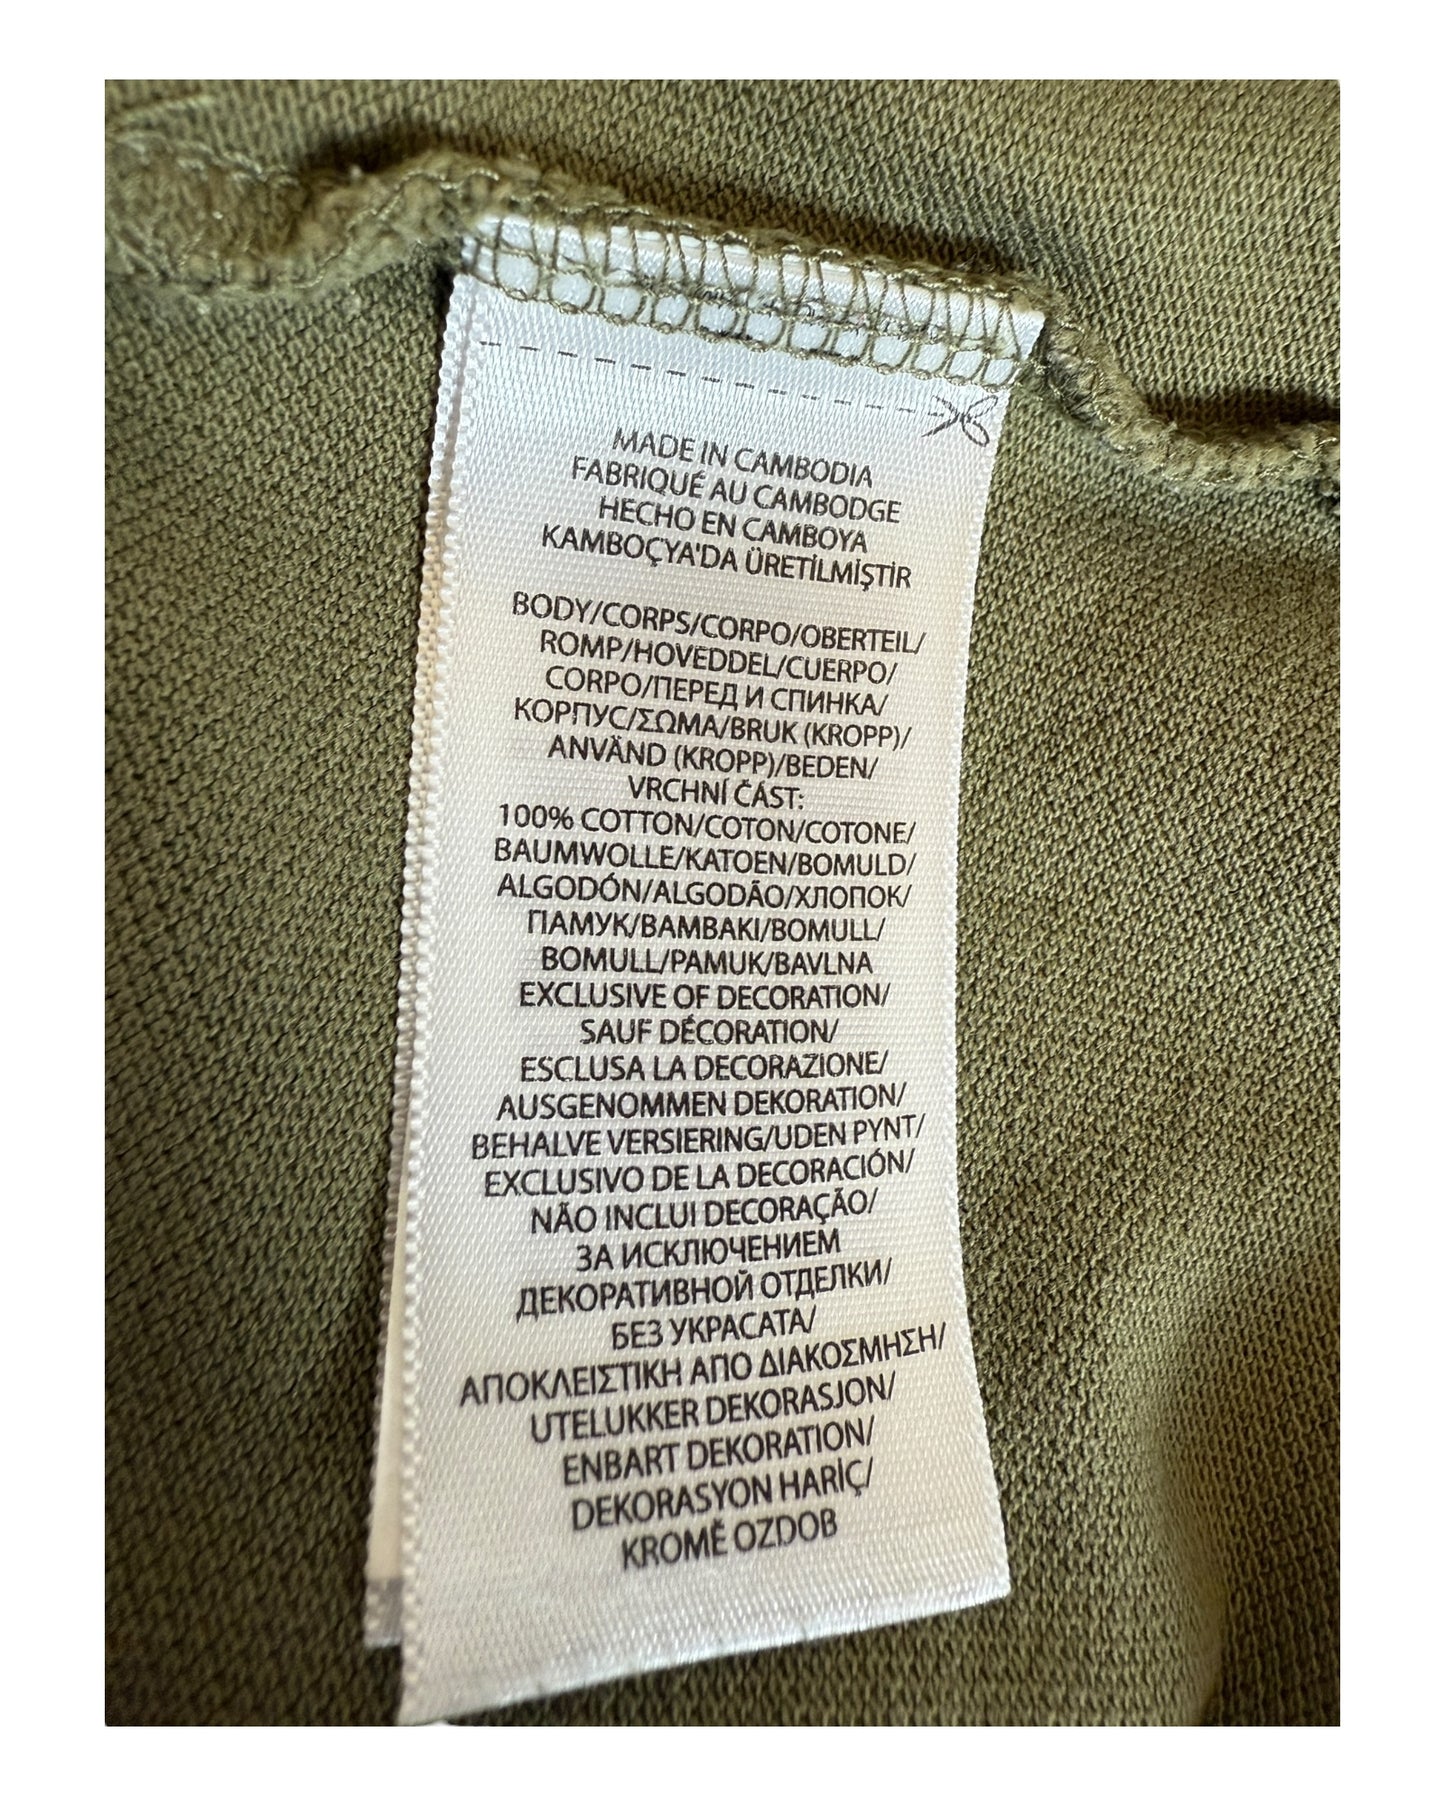 MADE IN CAMBODIA
FABRIQUÉ AU CAMBODGE
HECHO EN CAMBOYA
KAMBOÇYA'DA ÜRETİLMİŞTİR
BODY/CORPS/CORPO/OBERTEIL/
ROMP/HOVEDDEL/CUERPO/
CORPO/ПЕРЕД И СПИНКА/
КОРПУС/ΣΩΜΑ/BRUK (KROPP)/
ANVÄND (KROPP)/BEDEN/
VRCHNÍ ČÁST:
100% COTTON/COTON/COTONE/
BAUMWOLLE/KATOEN/BOMULD/
ALGODÓN/ALGODÃO/ХЛОПОК/
ПАМУК/BAMBAKI/BOMULL/
BOMULL/PAMUK/BAVLNA
EXCLUSIVE OF DECORATION/
SAUF DÉCORATION/
ESCLUSA LA DECORAZIONE/
AUSGENOMMEN DEKORATION/
BEHALVE VERSIERING/UDEN PYNT/
EXCLUSIVO DE LA DECORACIÓN/
NÃO INCLUI DECORAÇÃO/
ЗА ИСКЛЮЧЕНИЕМ
ДЕКОРАТИВНОЙ ОТДЕЛКИ/
БЕЗ УКРАСАТА/
ΑΠΟΚΛΕΙΣΤΙΚΗ ΑΠΟ ΔΙΑΚΟΣΜΗΣΗ/
UTELUKKER DEKORASJON/
ENBART DEKORATION/
DEKORASYON HARİÇ/
KROMĚ OZDOB